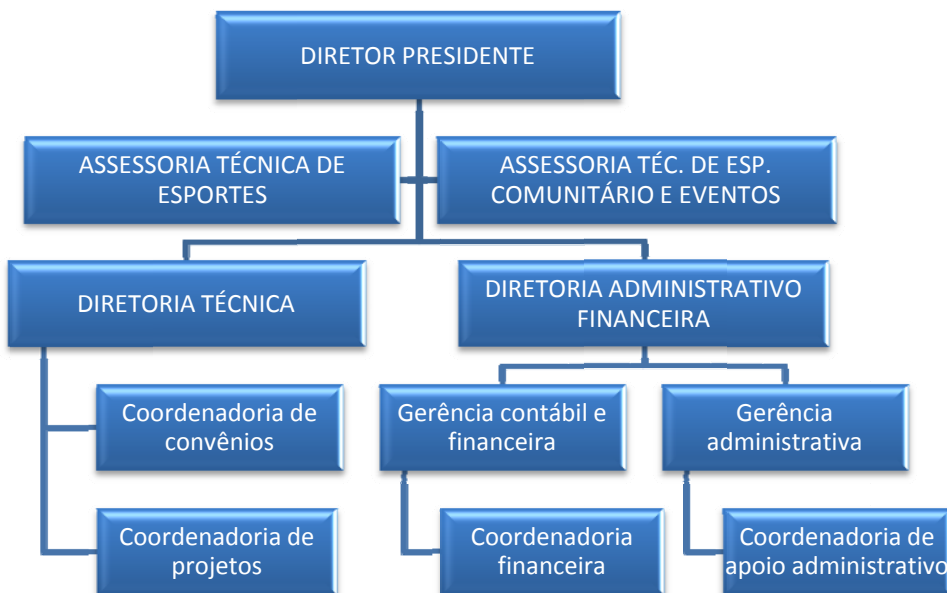 DIRETOR PRESIDENTE
ASSESSORIA TÉCNICA DE
ESPORTES
ASSESSORIA TÉC. DE ESP.
COMUNITÁRIO E EVENTOS
DIRETORIA TÉCNICA
DIRETORIA ADMINISTRATIVO
FINANCEIRA
Coordenadoria de
convênios
Gerência contábil e
financeira
Gerência
administrativa
Coordenadoria de
projetos
Coordenadoria
financeira
Coordenadoria de
apoio administrativo